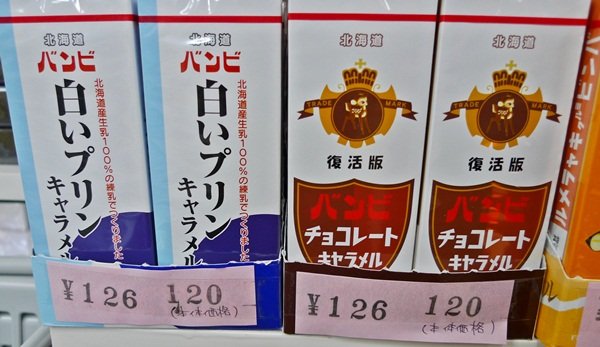 北海道
バンビ
北海道産生乳100%の練乳でつくりました
白いプリン
キャラメル
北海道
バンビ
北海道産生乳100%の練乳でつくりました
白いプリン
キャラメル
北海道
TRADE MARK
復活版
バンビ
チョコレート
キャラメル
北海道
TRADE MARK
復活版
バンビ
チョコレート
キャラメル
¥126 120
(本体価格)
¥126 120
(本体価格)